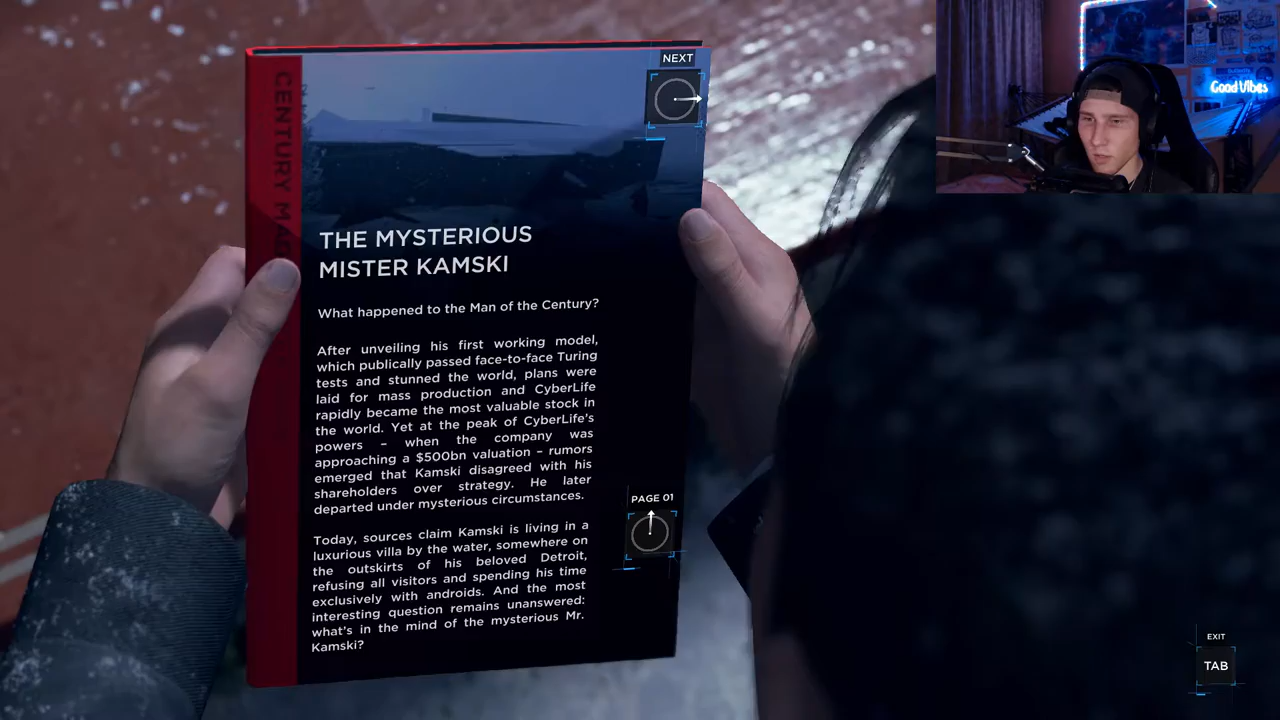 NEXT
CENTURY
THE MYSTERIOUS
MISTER KAMSKI
What happened to the Man of the Century?
After unveiling his first working model,
which publically passed face-to-face Turing
tests and stunned the world, plans were
laid for mass production and CyberLife
rapidly became the most valuable stock in
the world. Yet at the peak of CyberLife's
powers – when the company was
approaching a $500bn valuation – rumors
emerged that Kamski disagreed with his
shareholders over strategy. He later
departed under mysterious circumstances.
Today, sources claim Kamski is living in a
luxurious villa by the water, somewhere on
the outskirts of his beloved Detroit,
refusing all visitors and spending his time
exclusively with androids. And the most
interesting question remains unanswered:
what's in the mind of the mysterious Mr.
Kamski?
PAGE 01
Good Vibes
EXIT
TAB